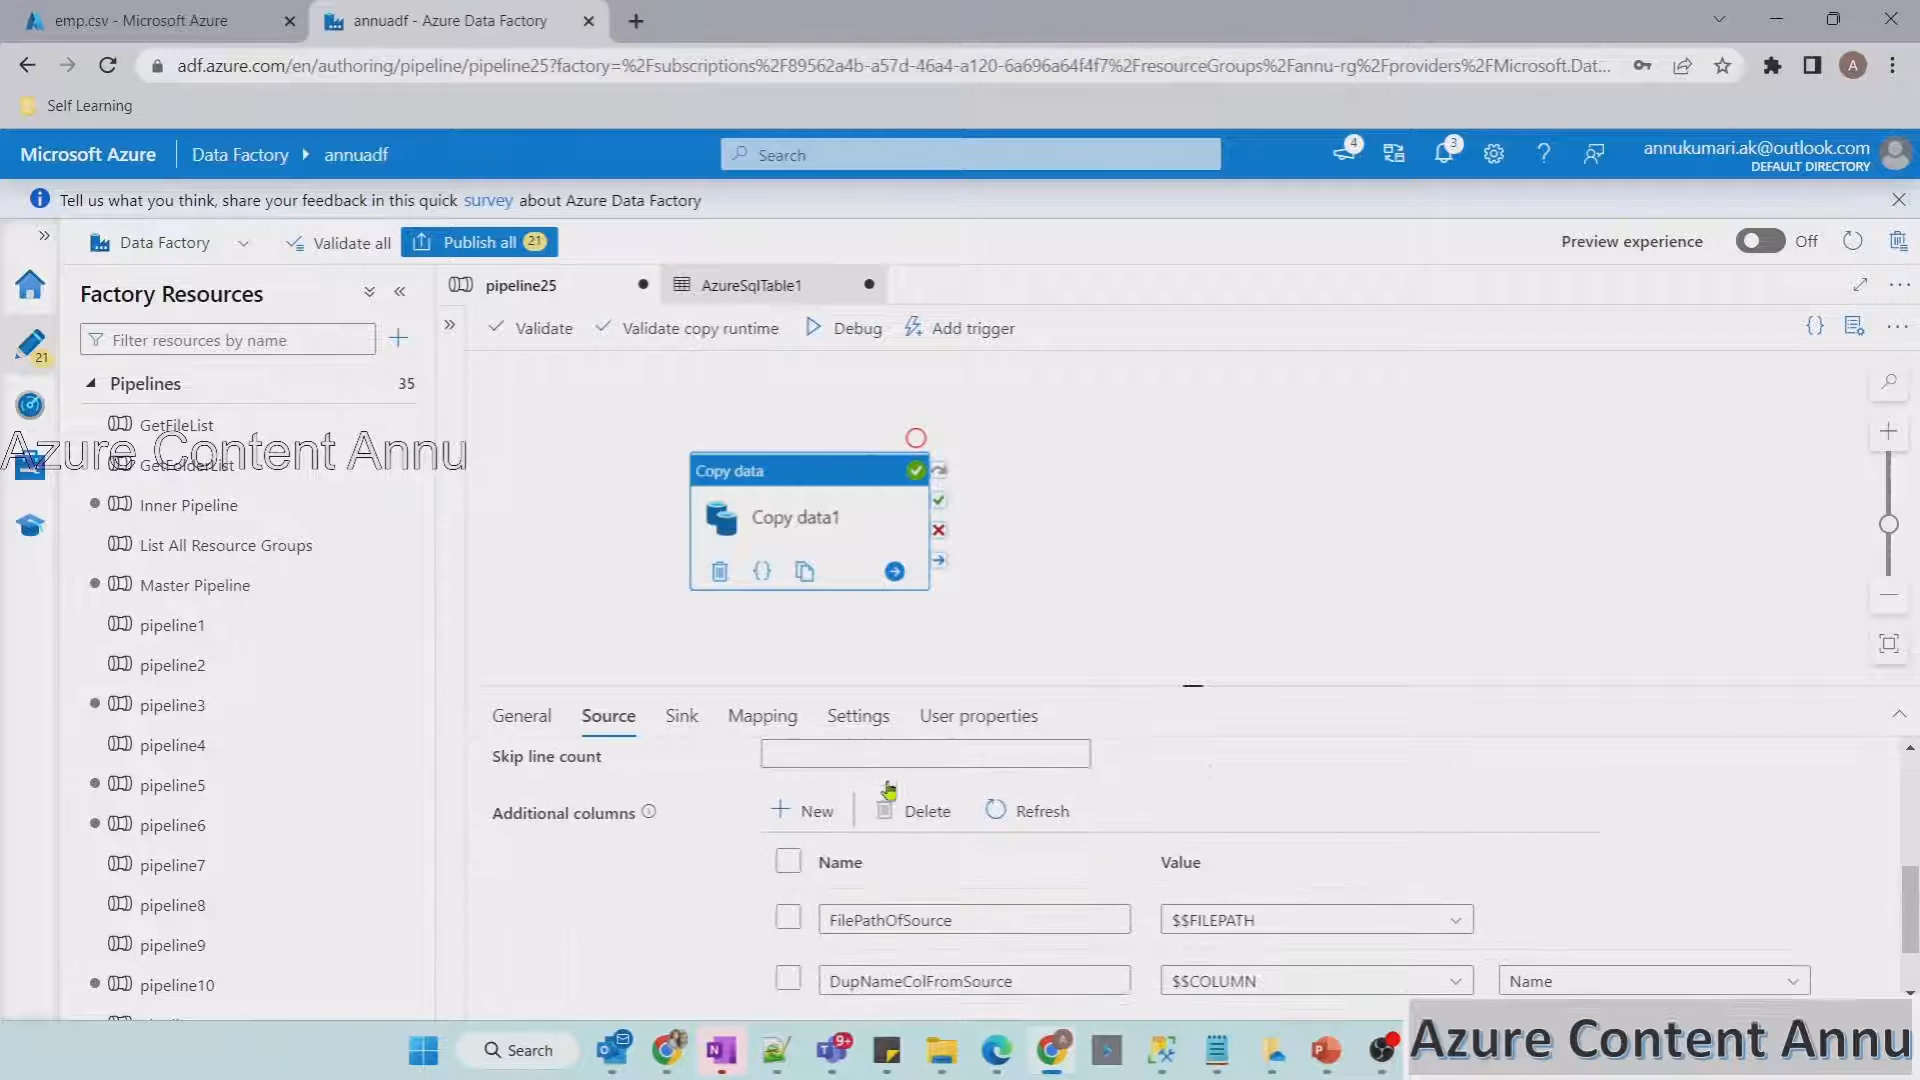 emp.csv - Microsoft Azure
annuadf - Azure Data Factory
adf.azure.com/en/authoring/pipeline/pipeline25?factory=%2Fsubscriptions%2F89562a4b-a57d-46a4-a120-6a696a64f4f7%2FresourceGroups%2Fannu-rg%2Fproviders%2FMicrosoft.Dat...
A
Self Learning
Microsoft Azure
Data Factory
annuadf
Search
4
3
annukumari.ak@outlook.com
DEFAULT DIRECTORY
Tell us what you think, share your feedback in this quick survey about Azure Data Factory
Data Factory
Validate all
Publish all 21
Preview experience
Off
Factory Resources
pipeline25
AzureSqlTable1
Filter resources by name
Validate
Validate copy runtime
Debug
Add trigger
21
Pipelines 35
GetFileList
Azure Content Annu
GetFolderList
Inner Pipeline
List All Resource Groups
Master Pipeline
pipeline1
pipeline2
pipeline3
pipeline4
pipeline5
pipeline6
pipeline7
pipeline8
pipeline9
pipeline10
Copy data
Copy data1
General Source Sink Mapping Settings User properties
Skip line count
Additional columns
New
Delete
Refresh
Name Value
FilePathOfSource $$FILEPATH
DupNameColFromSource $$COLUMN Name
Search
9+
Azure Content Annu